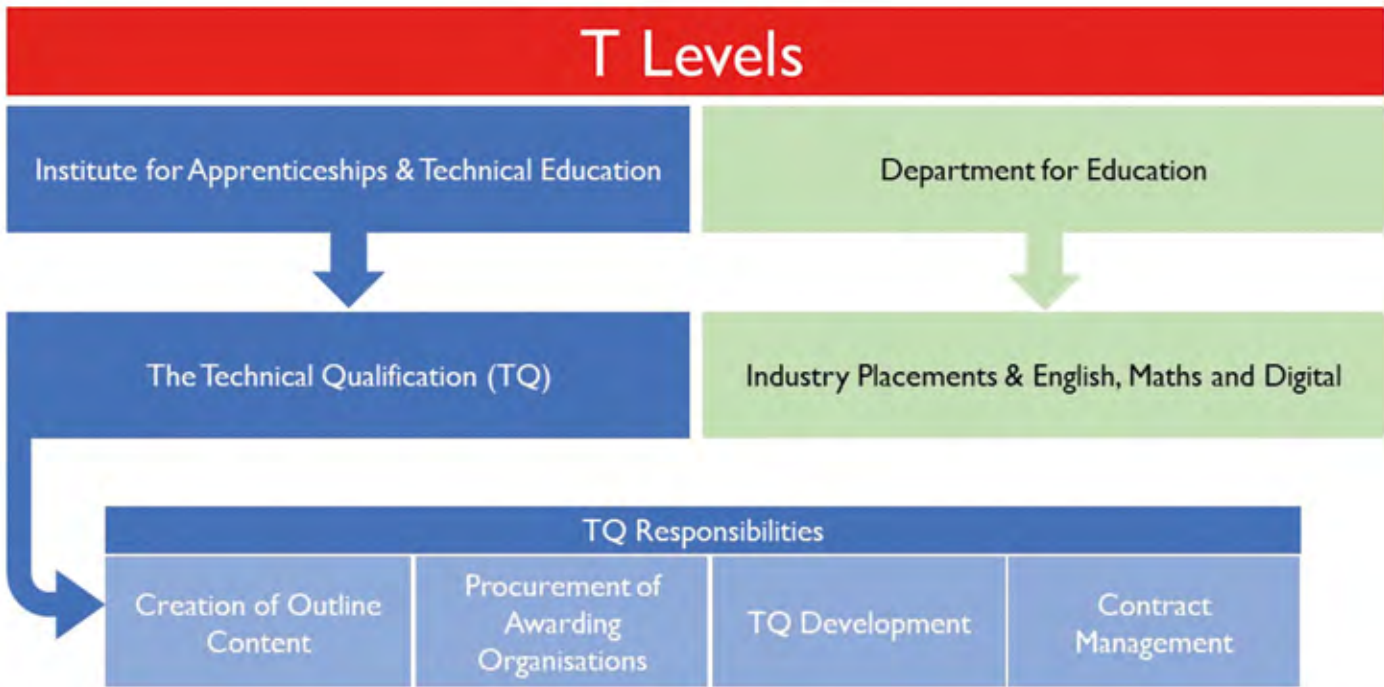 T Levels
Institute for Apprenticeships & Technical Education
Department for Education
The Technical Qualification (TQ)
Industry Placements & English, Maths and Digital
TQ Responsibilities
Creation of Outline
Content
Procurement of
Awarding
Organisations
TQ Development
Contract
Management